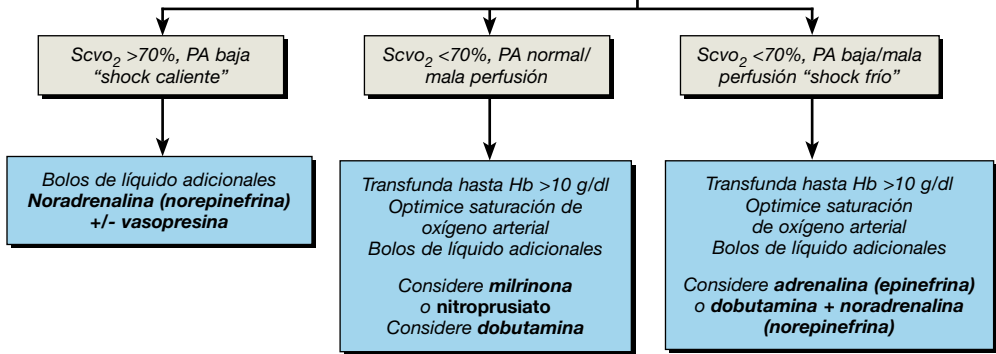 Scvo2 >70%, PA baja
“shock caliente”
Scvo2 <70%, PA normal/
mala perfusión
Scvo2 <70%, PA baja/mala
perfusión “shock frío”
Bolos de líquido adicionales
Noradrenalina (norepinefrina)
+/- vasopresina
Transfunda hasta Hb >10 g/dl
Optimice saturación de
oxígeno arterial
Bolos de líquido adicionales
Considere milrinona
o nitroprusiato
Considere dobutamina
Transfunda hasta Hb >10 g/dl
Optimice saturación
de oxígeno arterial
Bolos de líquido adicionales
Considere adrenalina (epinefrina)
o dobutamina + noradrenalina
(norepinefrina)